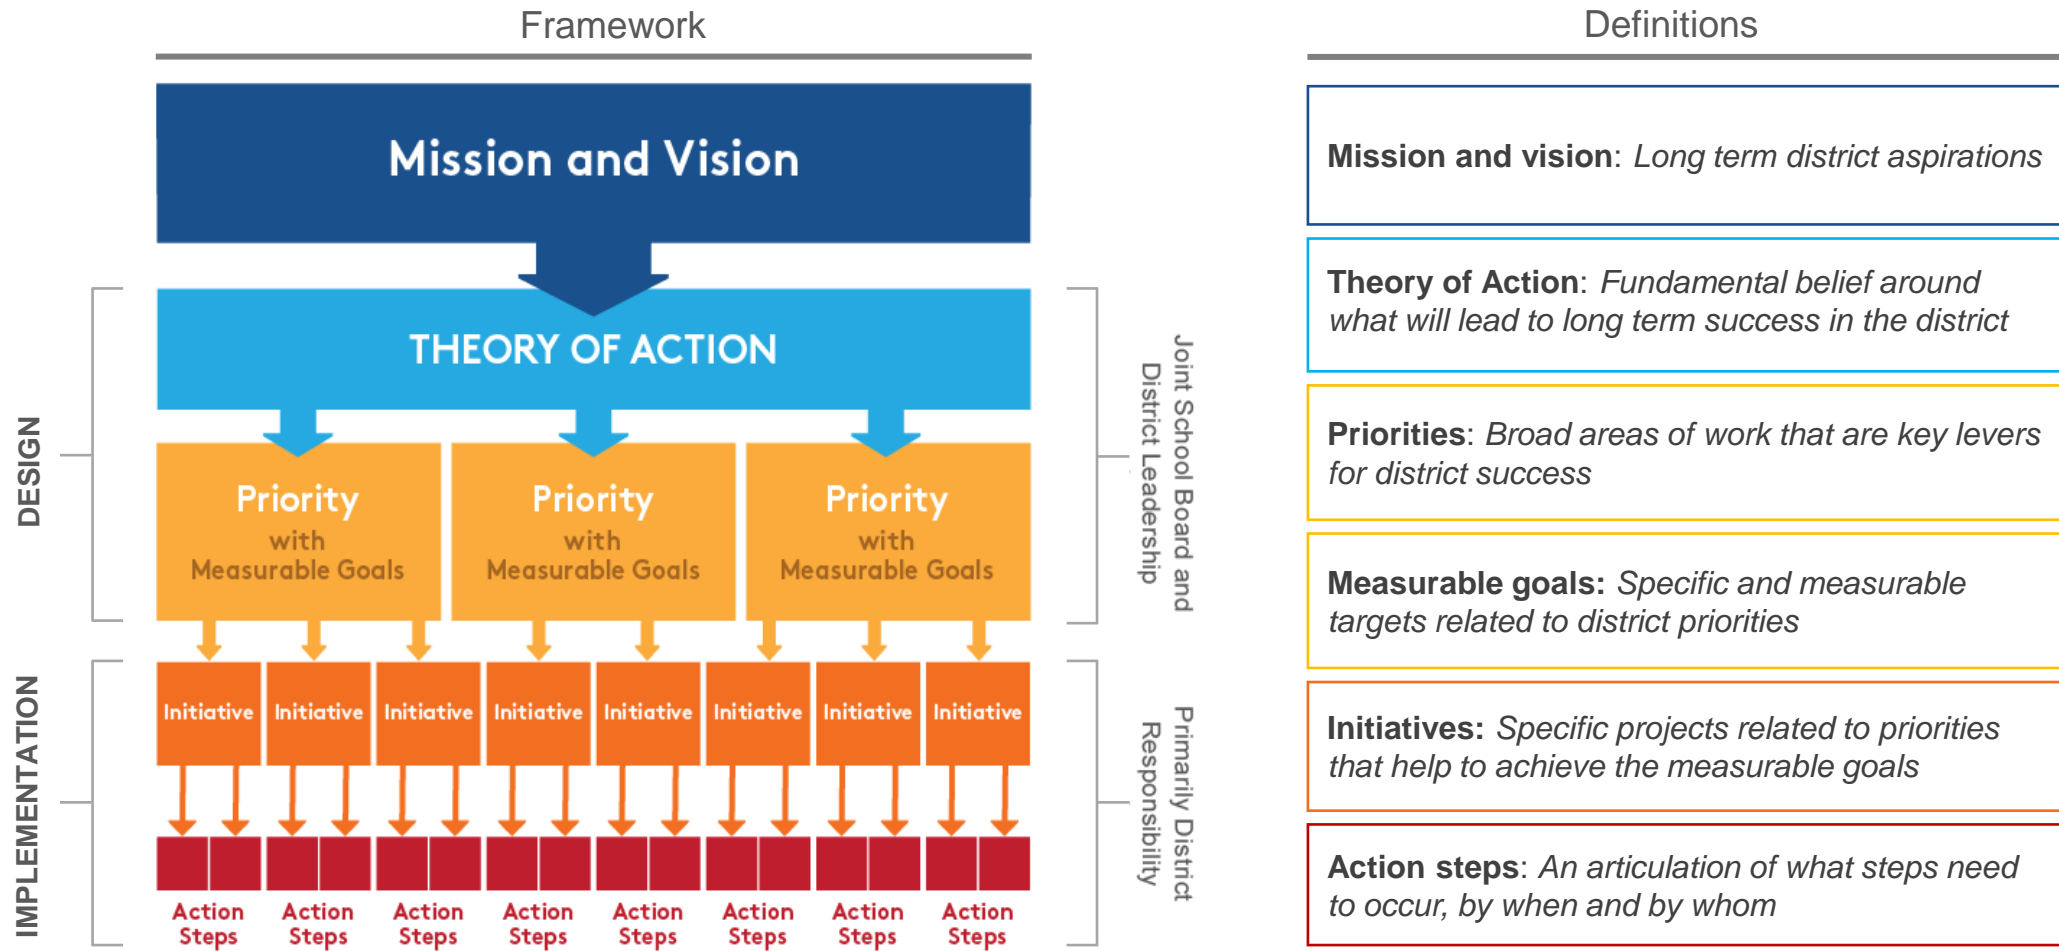 Framework
Mission and Vision
THEORY OF ACTION
Priority
with
Measurable Goals
Priority
with
Measurable Goals
Priority
with
Measurable Goals
Initiative
Initiative
Initiative
Initiative
Initiative
Initiative
Initiative
Initiative
Action
Steps
Action
Steps
Action
Steps
Action
Steps
Action
Steps
Action
Steps
Action
Steps
Action
Steps
DESIGN
IMPLEMENTATION
Joint School Board and
District Leadership
Primarily District
Responsibility
Definitions
Mission and vision: Long term district aspirations
Theory of Action: Fundamental belief around
what will lead to long term success in the district
Priorities: Broad areas of work that are key levers
for district success
Measurable goals: Specific and measurable
targets related to district priorities
Initiatives: Specific projects related to priorities
that help to achieve the measurable goals
Action steps: An articulation of what steps need
to occur, by when and by whom